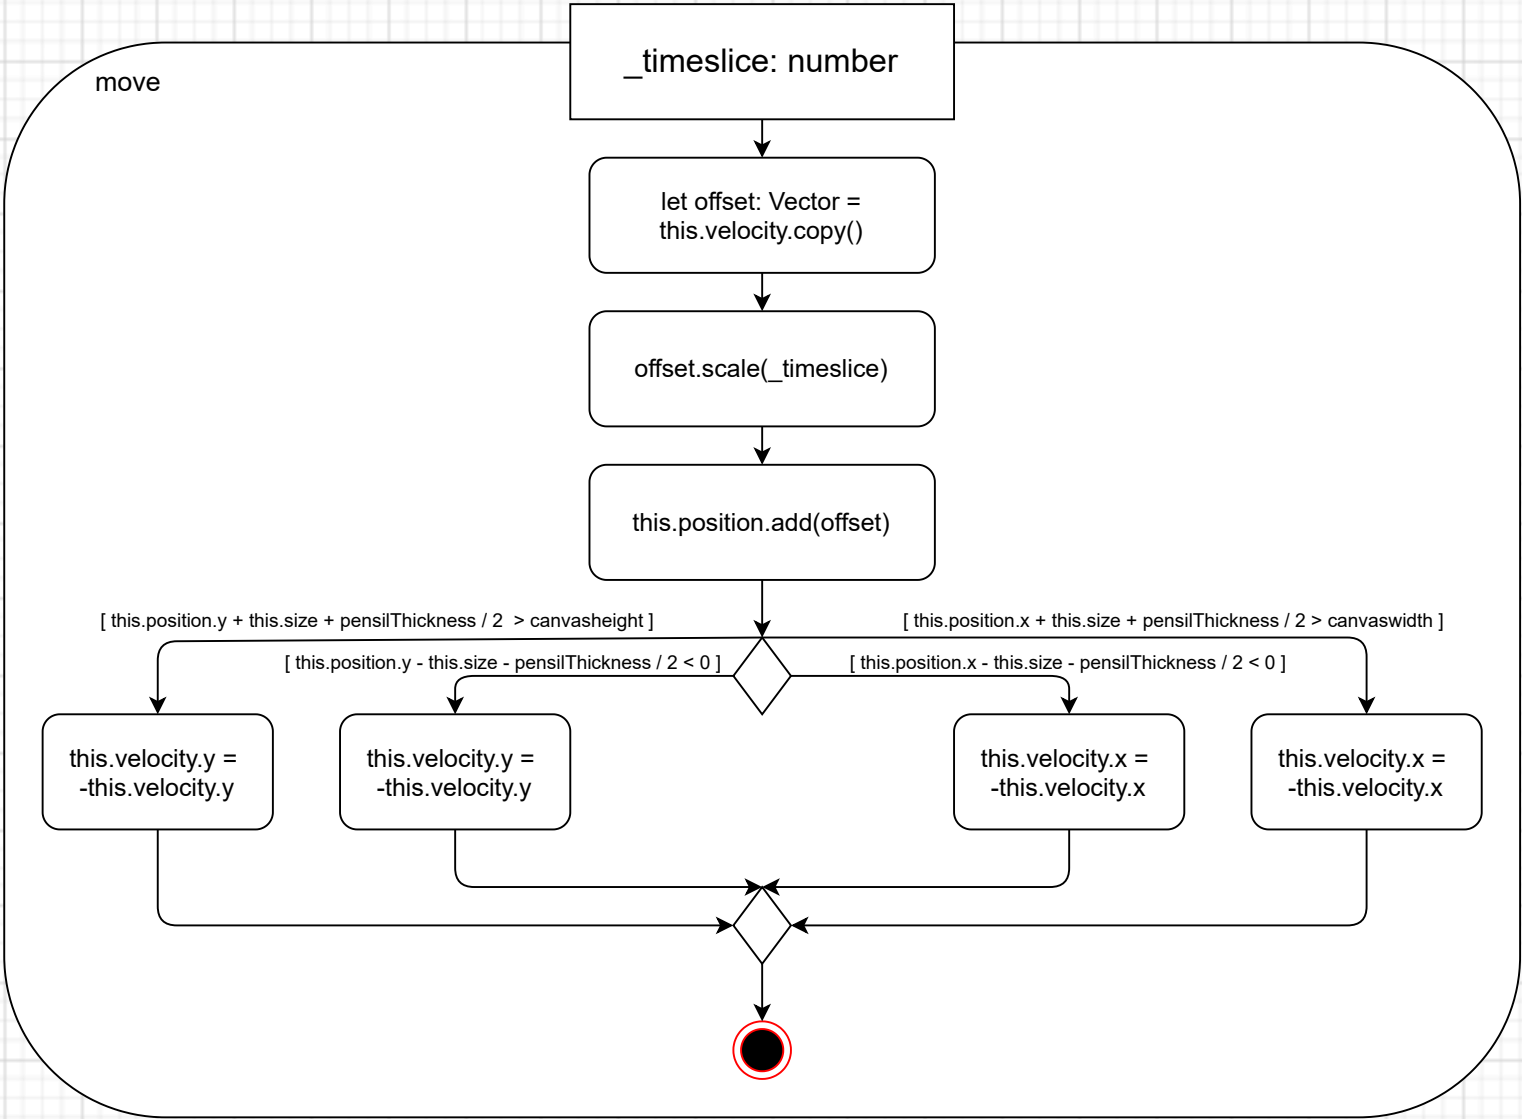 _timeslice: number
move
let offset: Vector =
this.velocity.copy()
offset.scale(_timeslice)
this.position.add(offset)
[ this.position.y + this.size + pensilThickness / 2  > canvasheight ]
[ this.position.x + this.size + pensilThickness / 2 > canvaswidth ]
[ this.position.y - this.size - pensilThickness / 2 < 0 ]
[ this.position.x - this.size - pensilThickness / 2 < 0 ]
this.velocity.y =
-this.velocity.y
this.velocity.y =
-this.velocity.y
this.velocity.x =
-this.velocity.x
this.velocity.x =
-this.velocity.x